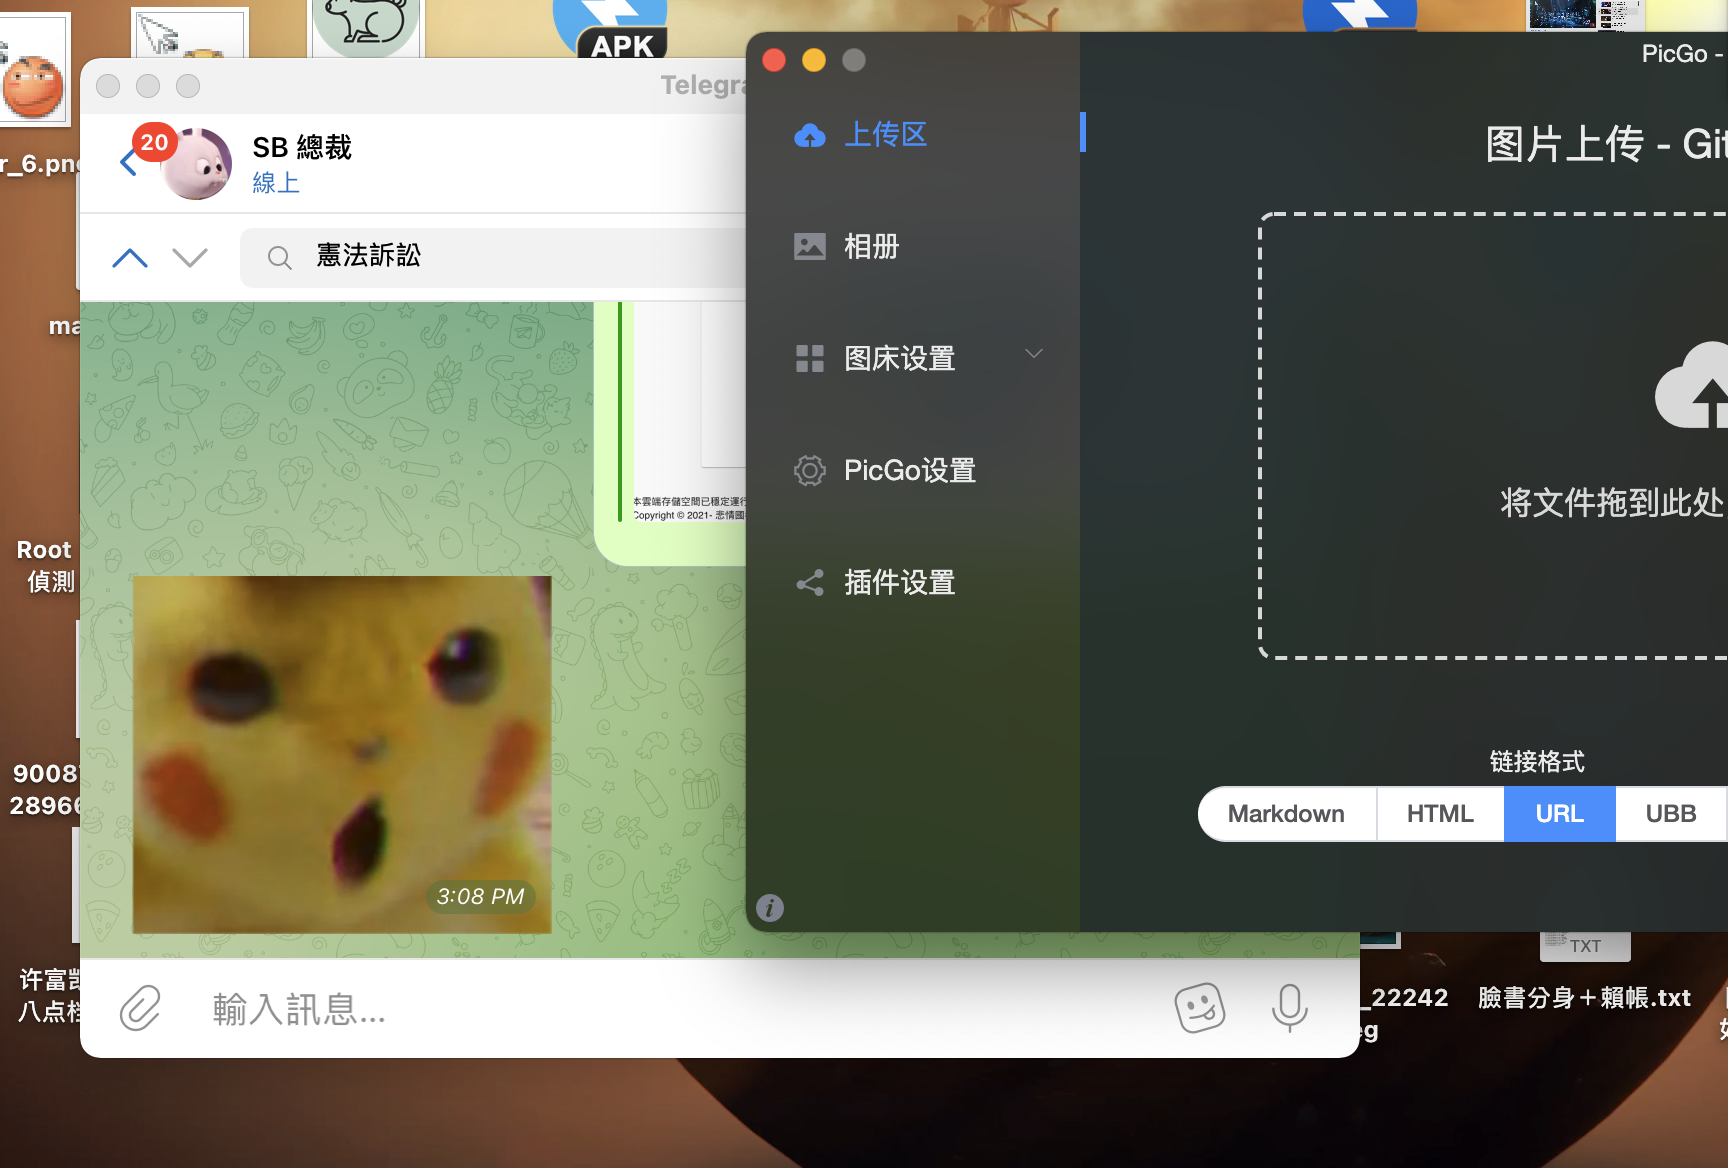 APK
Telegra
PicGo -
20
SB 總裁
線上
憲法訴訟
上传区
相册
图床设置
PicGo设置
插件设置
图片上传 - Git
将文件拖到此处
链接格式
Markdown
HTML
URL
UBB
本雲端存儲空間已穩定運行
Copyright © 2021- 悲情國
3:08 PM
輸入訊息...
r_6.png
ma
Root
偵測
9008
2896
许富凯
八点档
TXT
_22242
eg
臉書分身＋賴帳.txt